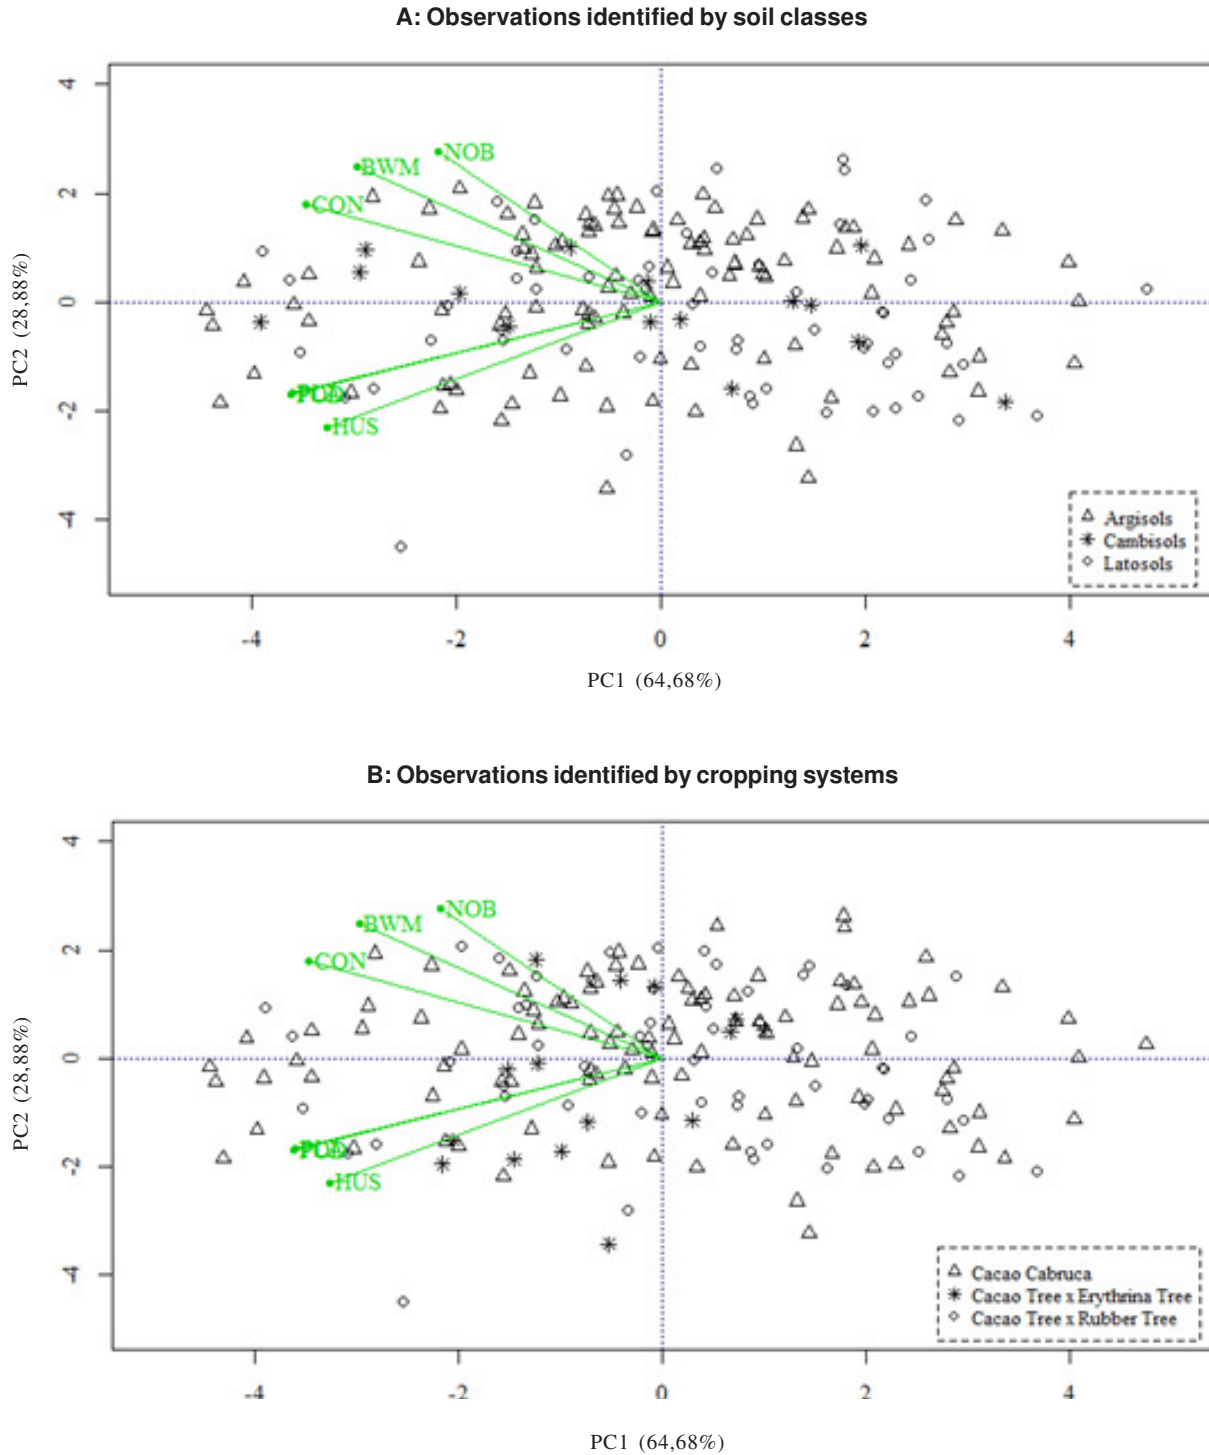 A: Observations identified by soil classes
4
2
0
-2
-4
PC2 (28,88%)
NOB
BWM
CON
HUS
Argisols
Cambisols
Latosols
-4 -2 0 2 4
PC1 (64,68%)
B: Observations identified by cropping systems
4
2
0
-2
-4
PC2 (28,88%)
NOB
BWM
CON
HUS
Cacao Cabruca
Cacao Tree x Erythrina Tree
Cacao Tree x Rubber Tree
-4 -2 0 2 4
PC1 (64,68%)